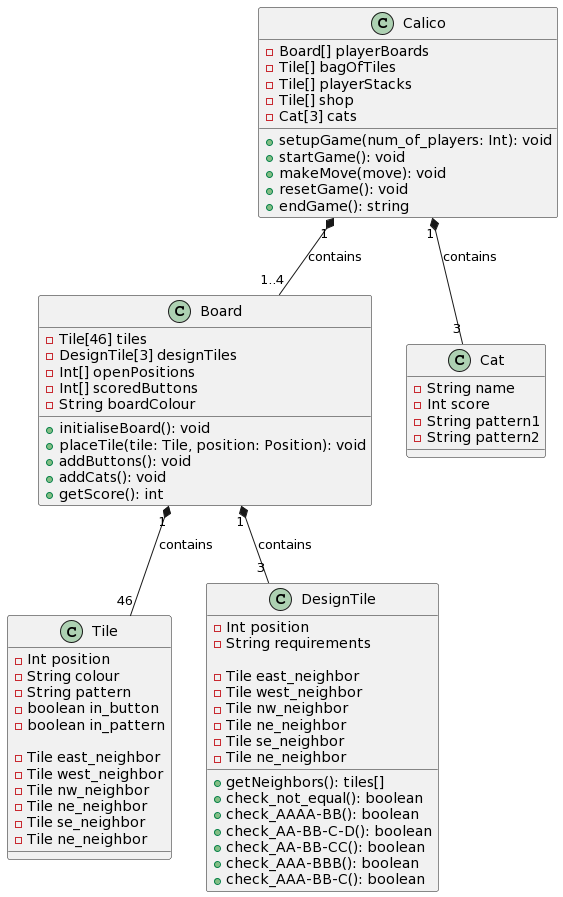 C Calico
Board[] playerBoards
Tile[] bagOfTiles
Tile[] playerStacks
Tile[] shop
Cat[3] cats
setupGame(num_of_players: Int): void
startGame(): void
makeMove(move): void
resetGame(): void
endGame(): string
1
1
contains
contains
1..4
3
C Board
Tile[46] tiles
DesignTile[3] designTiles
Int[] openPositions
Int[] scoredButtons
String boardColour
initialiseBoard(): void
placeTile(tile: Tile, position: Position): void
addButtons(): void
addCats(): void
getScore(): int
C Cat
String name
Int score
String pattern1
String pattern2
1
1
contains
contains
46
3
C Tile
Int position
String colour
String pattern
boolean in_button
boolean in_pattern
Tile east_neighbor
Tile west_neighbor
Tile nw_neighbor
Tile ne_neighbor
Tile se_neighbor
Tile ne_neighbor
C DesignTile
Int position
String requirements
Tile east_neighbor
Tile west_neighbor
Tile nw_neighbor
Tile ne_neighbor
Tile se_neighbor
Tile ne_neighbor
getNeighbors(): tiles[]
check_not_equal(): boolean
check_AAAA-BB(): boolean
check_AA-BB-C-D(): boolean
check_AA-BB-CC(): boolean
check_AAA-BBB(): boolean
check_AAA-BB-C(): boolean